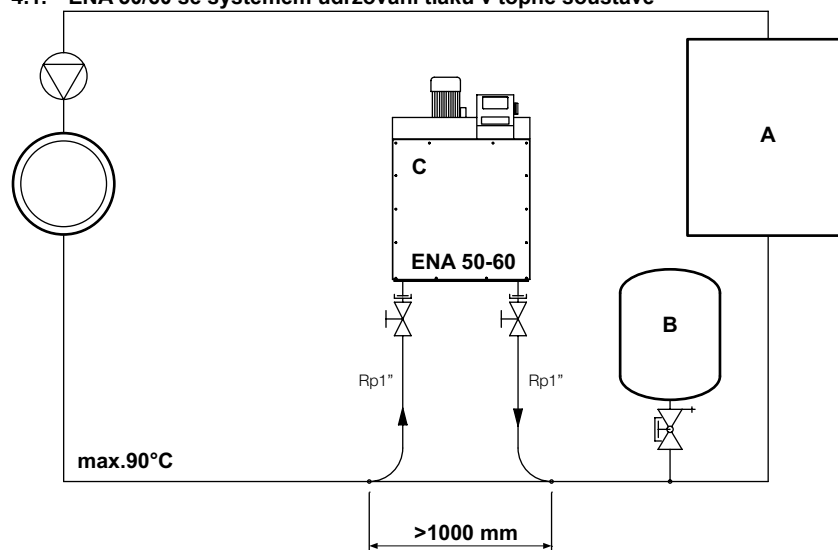 4.1. ENA 50/60 se systémem udržování tlaku v topné soustavě
A
C
ENA 50-60
B
Rp1”
Rp1”
max.90°C
>1000 mm